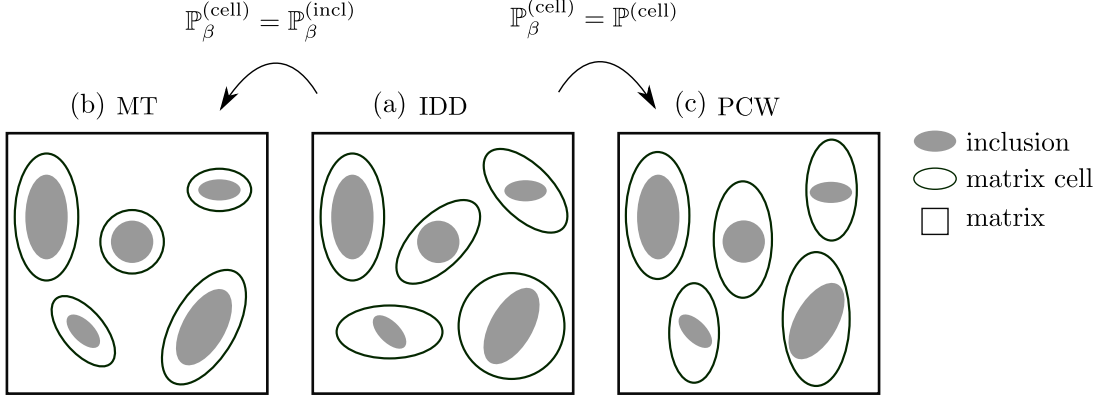 ℙ_β^(cell) = ℙ_β^(incl)
ℙ_β^(cell) = ℙ^(cell)
(b) MT
(a) IDD
(c) PCW
inclusion
matrix cell
matrix